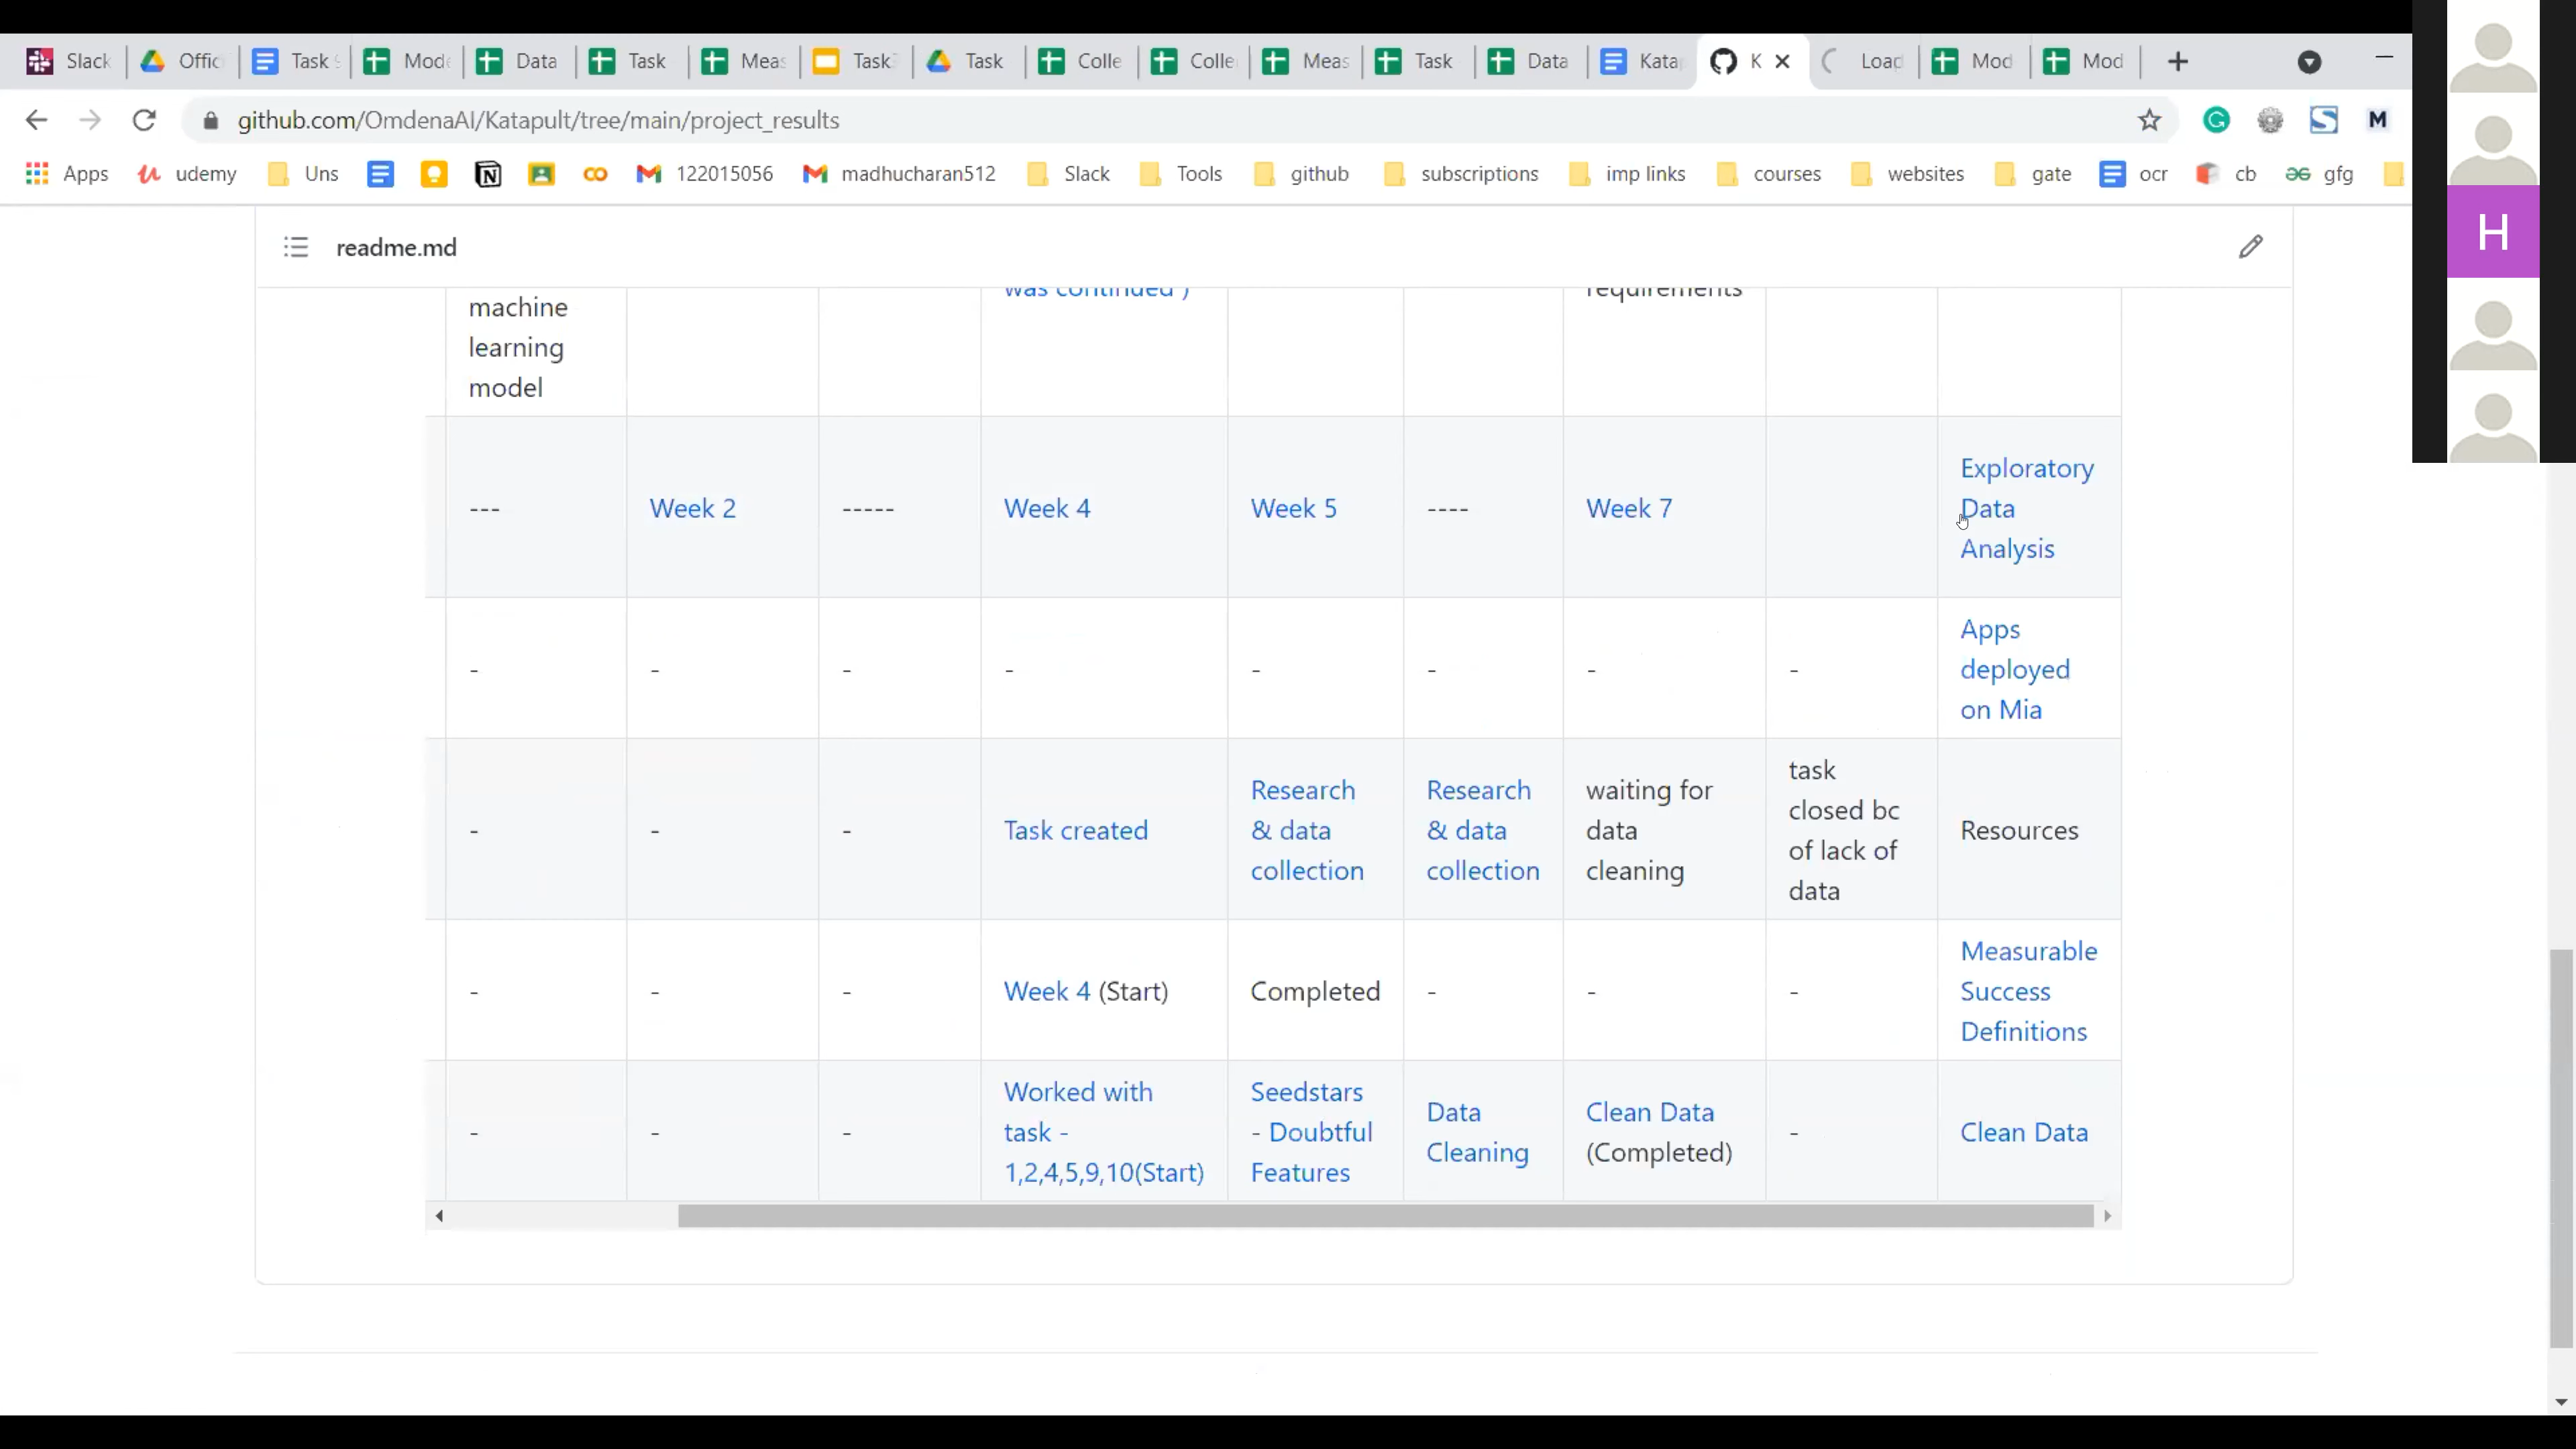 Slack
Offic
Task
Mode
Data
Task
Meas
Task
Task
Colle
Colle
Meas
Task
Data
Kata
K
Load
Mod
Mod
github.com/OmdenaAI/Katapult/tree/main/project_results
M
Apps
udemy
Uns
122015056
madhucharan512
Slack
Tools
github
subscriptions
imp links
courses
websites
gate
ocr
cb
gfg
H
readme.md
machine
learning
model
was continued )
requirements
---
Week 2
-----
Week 4
Week 5
----
Week 7
Exploratory
Data
Analysis
-
-
-
-
-
-
-
-
Apps
deployed
on Mia
-
-
-
Task created
Research
& data
collection
Research
& data
collection
waiting for
data
cleaning
task
closed bc
of lack of
data
Resources
-
-
-
Week 4 (Start)
Completed
-
-
-
Measurable
Success
Definitions
-
-
-
Worked with
task -
1,2,4,5,9,10(Start)
Seedstars
- Doubtful
Features
Data
Cleaning
Clean Data
(Completed)
-
Clean Data